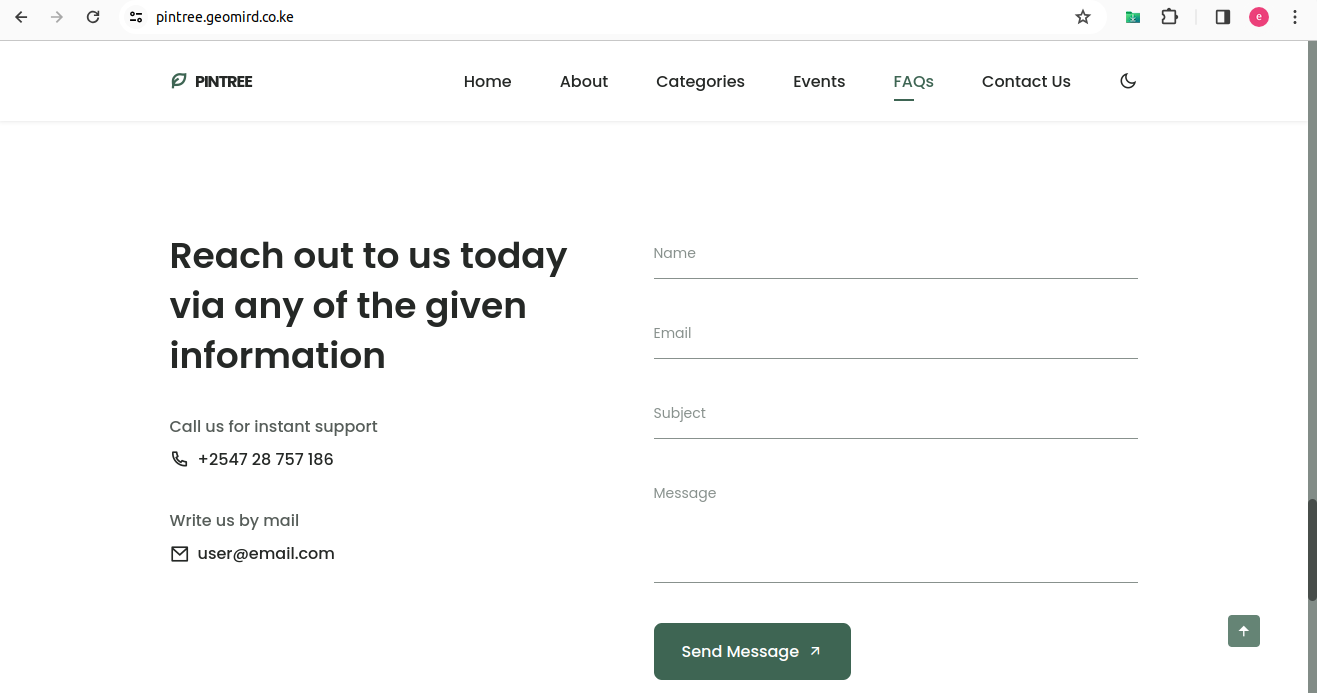 pintree.geomird.co.ke
e
PINTREE
Home
About
Categories
Events
FAQs
Contact Us
Reach out to us today
via any of the given
information
Call us for instant support
+2547 28 757 186
Write us by mail
user@email.com
Name
Email
Subject
Message
Send Message